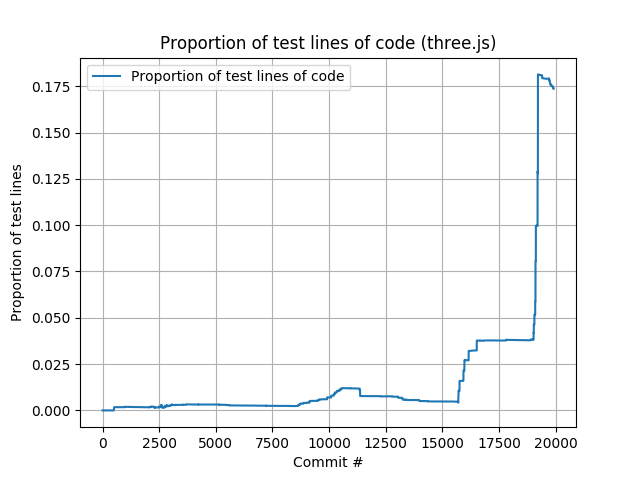 Proportion of test lines of code (three.js)
Proportion of test lines of code
0.175
0.150
0.125
0.100
0.075
0.050
0.025
0.000
Proportion of test lines
0 2500 5000 7500 10000 12500 15000 17500 20000
Commit #